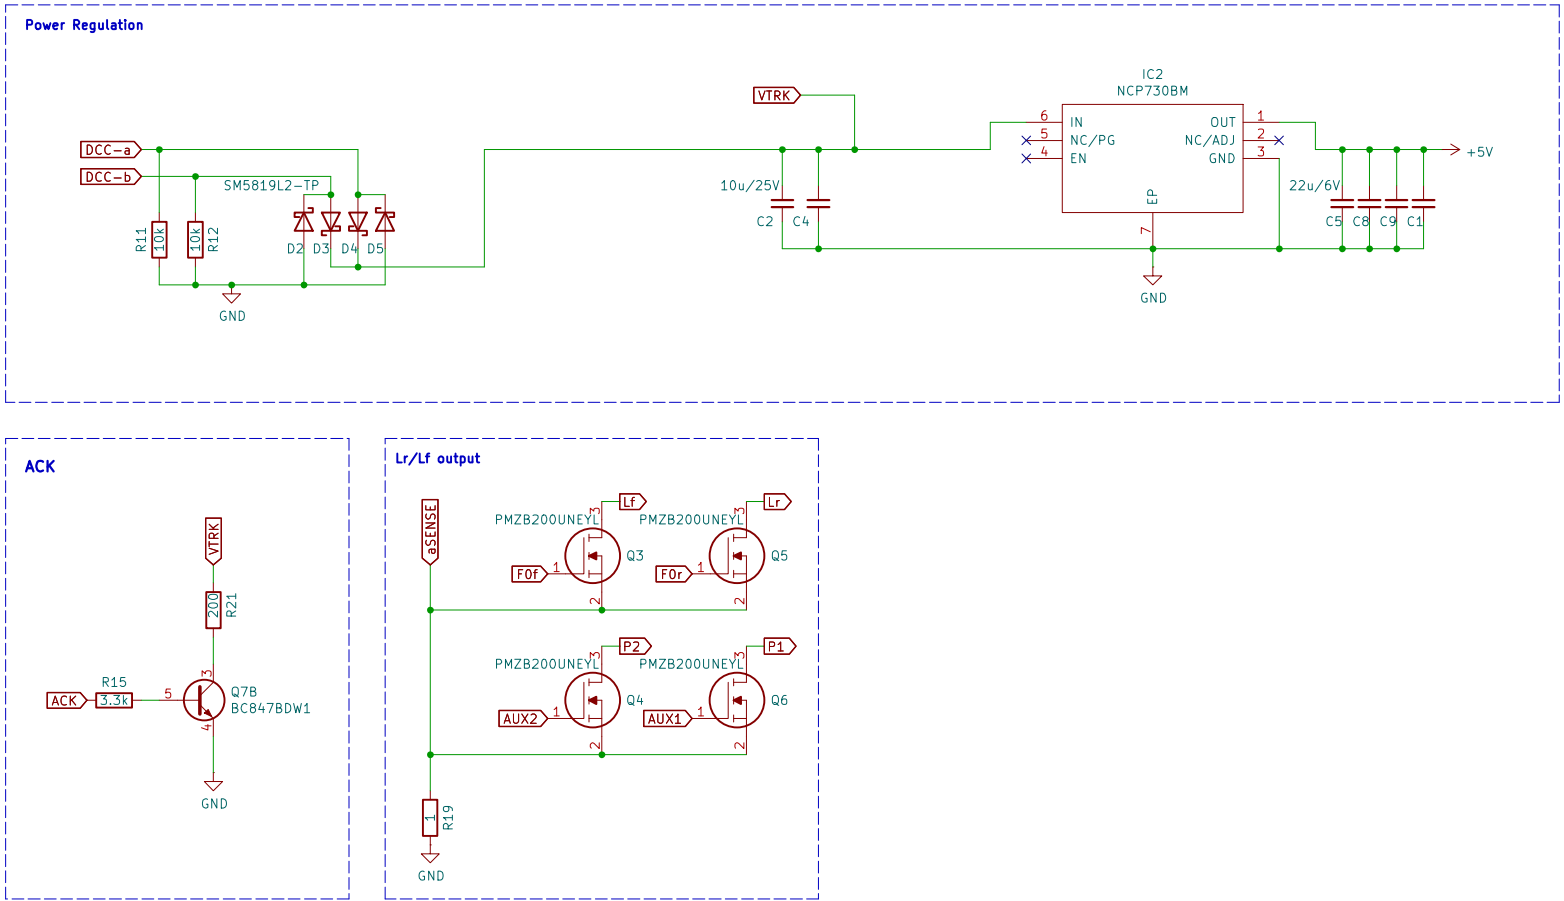 Power Regulation
DCC-a
DCC-b
SM5819L2-TP
R11
10k
10k
R12
D2
D3
D4
D5
GND
VTRK
10u/25V
C2
C4
IC2
NCP730BM
6
IN
5
NC/PG
4
EN
OUT
1
NC/ADJ
2
GND
3
EP
7
GND
22u/6V
C5
C8
C9
C1
+5V
ACK
VTRK
200
R21
ACK
R15
3.3k
5
3
Q7B
BC847BDW1
4
GND
Lr/Lf output
aSENSE
Lf
3
PMZB200UNEYL
Q3
F0f
1
2
Lr
3
PMZB200UNEYL
Q5
F0r
1
2
P2
3
PMZB200UNEYL
Q4
AUX2
1
2
P1
3
PMZB200UNEYL
Q6
AUX1
1
2
1
R19
GND